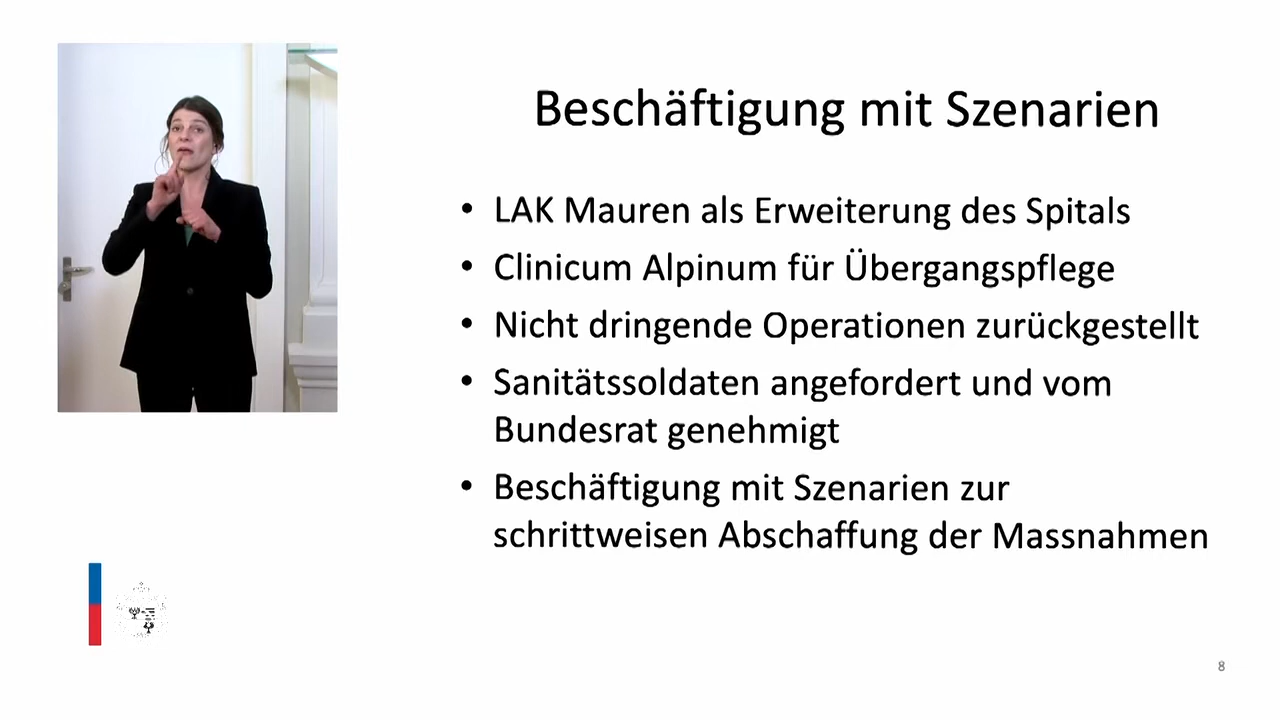 Beschäftigung mit Szenarien
• LAK Mauren als Erweiterung des Spitals
• Clinicum Alpinum für Übergangspflege
• Nicht dringende Operationen zurückgestellt
• Sanitätssoldaten angefordert und vom
Bundesrat genehmigt
• Beschäftigung mit Szenarien zur
schrittweisen Abschaffung der Massnahmen
8